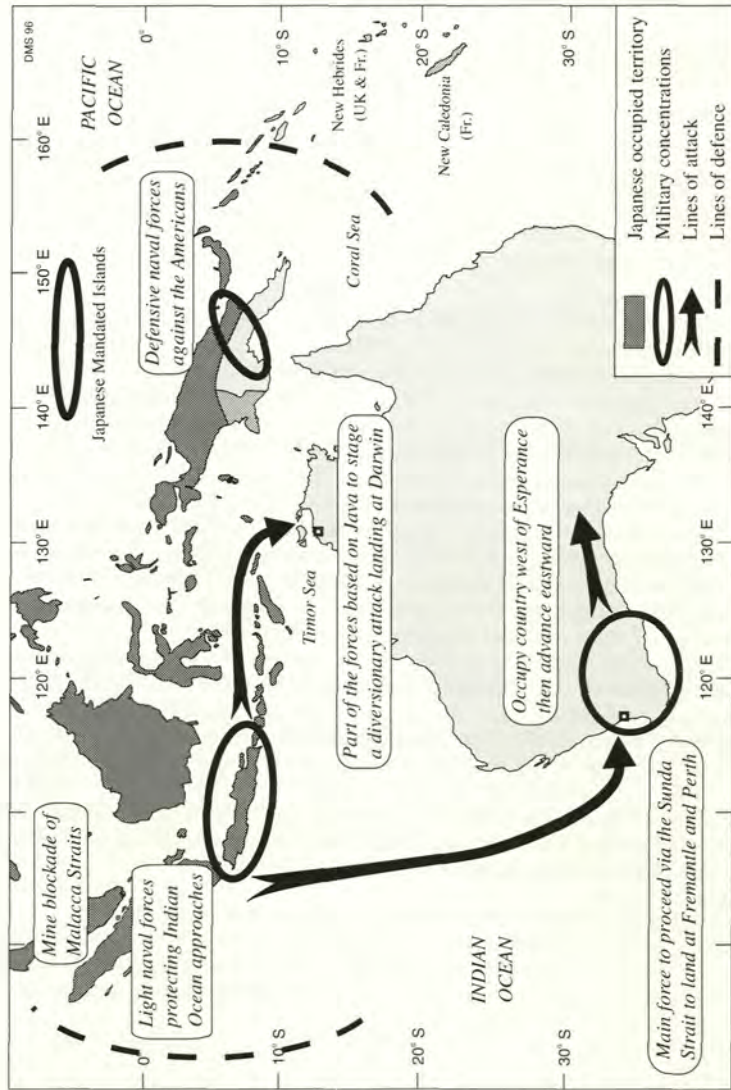 DMS 96
0°
10° S
20° S
30° S
PACIFIC
OCEAN
160° E
150° E
140° E
130° E
120° E
Japanese Mandated Islands
Defensive naval forces
against the Americans
New Hebrides
(UK & Fr.)
New Caledonia
(Fr.)
Coral Sea
Part of the forces based on Java to stage
a diversionary attack landing at Darwin
Timor Sea
Mine blockade of
Malacca Straits
Light naval forces
protecting Indian
Ocean approaches
Occupy country west of Esperance
then advance eastward
INDIAN
OCEAN
Main force to proceed via the Sunda
Strait to land at Fremantle and Perth
0°
10° S
20° S
30° S
120° E
130° E
140° E
Japanese occupied territory
Military concentrations
Lines of attack
Lines of defence